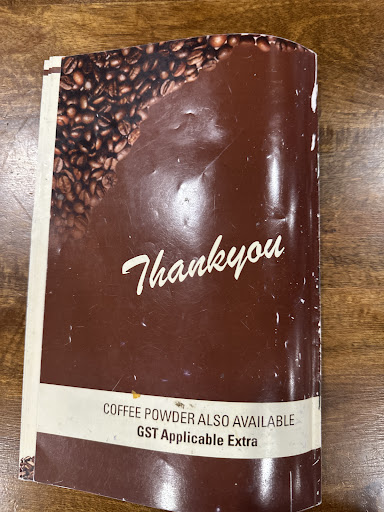 Thankyou
COFFEE POWDER ALSO AVAILABLE
GST Applicable Extra